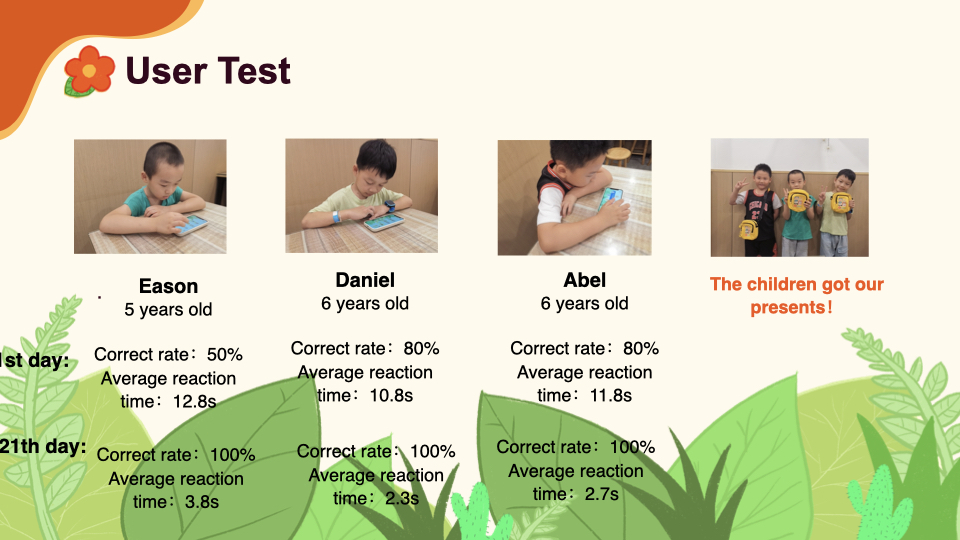 User Test
Eason
5 years old
Daniel
6 years old
Abel
6 years old
The children got our
presents！
1st day:
Correct rate：50%
Average reaction
time：12.8s
Correct rate：80%
Average reaction
time：10.8s
Correct rate：80%
Average reaction
time：11.8s
21th day:
Correct rate：100%
Average reaction
time：3.8s
Correct rate：100%
Average reaction
time：2.3s
Correct rate：100%
Average reaction
time：2.7s